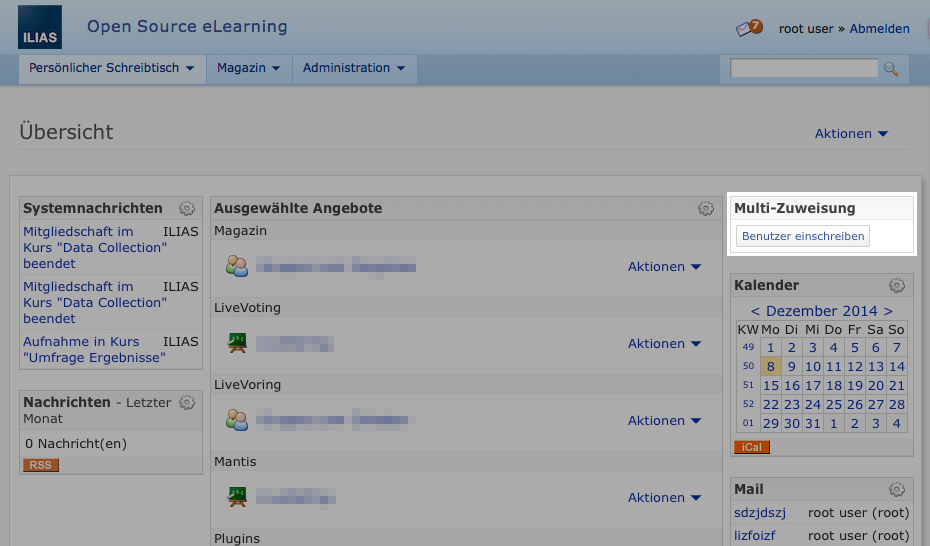 ILIAS
Open Source eLearning
7
root user » Abmelden
Persönlicher Schreibtisch
Magazin
Administration
Übersicht
Aktionen
Systemnachrichten
Mitgliedschaft im Kurs "Data Collection" beendet
ILIAS
Mitgliedschaft im Kurs "Data Collection" beendet
ILIAS
Aufnahme in Kurs "Umfrage Ergebnisse"
ILIAS
Nachrichten - Letzter Monat
0 Nachricht(en)
RSS
Ausgewählte Angebote
Magazin
Aktionen
LiveVoting
Aktionen
LiveVoring
Aktionen
Mantis
Aktionen
Plugins
Multi-Zuweisung
Benutzer einschreiben
Kalender
< Dezember 2014 >
KW Mo Di Mi Do Fr Sa So
49 1 2 3 4 5 6 7
50 8 9 10 11 12 13 14
51 15 16 17 18 19 20 21
52 22 23 24 25 26 27 28
01 29 30 31 1 2 3 4
iCal
Mail
sdzjdszj root user (root)
lizfoizf root user (root)